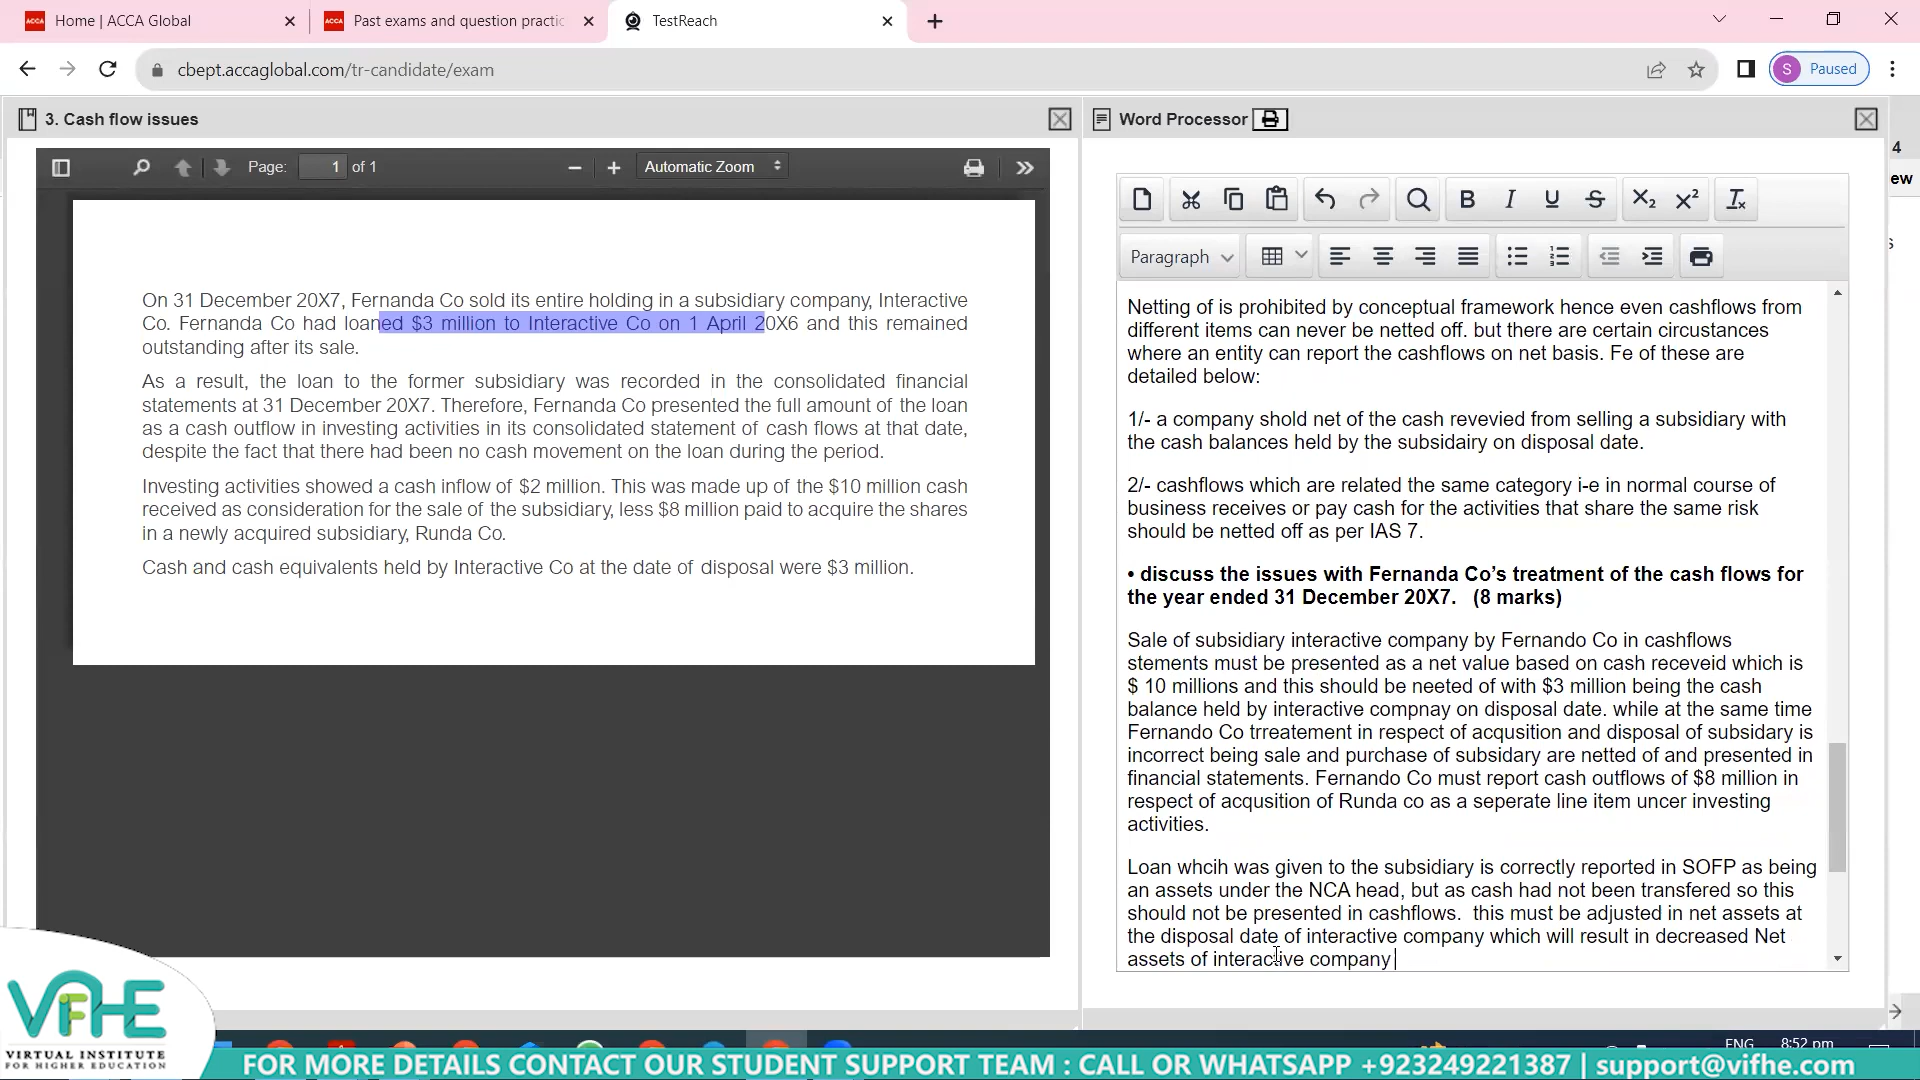 Home | ACCA Global
Past exams and question practic
TestReach
cbept.accaglobal.com/tr-candidate/exam
S Paused
3. Cash flow issues
Word Processor
4
ew
Page: 1 of 1
Automatic Zoom
Paragraph
On 31 December 20X7, Fernanda Co sold its entire holding in a subsidiary company, Interactive
Co. Fernanda Co had loaned $3 million to Interactive Co on 1 April 20X6 and this remained
outstanding after its sale.
As a result, the loan to the former subsidiary was recorded in the consolidated financial
statements at 31 December 20X7. Therefore, Fernanda Co presented the full amount of the loan
as a cash outflow in investing activities in its consolidated statement of cash flows at that date,
despite the fact that there had been no cash movement on the loan during the period.
Investing activities showed a cash inflow of $2 million. This was made up of the $10 million cash
received as consideration for the sale of the subsidiary, less $8 million paid to acquire the shares
in a newly acquired subsidiary, Runda Co.
Cash and cash equivalents held by Interactive Co at the date of disposal were $3 million.
Netting of is prohibited by conceptual framework hence even cashflows from
different items can never be netted off. but there are certain circustances
where an entity can report the cashflows on net basis. Fe of these are
detailed below:
1/- a company shold net of the cash revevied from selling a subsidiary with
the cash balances held by the subsidairy on disposal date.
2/- cashflows which are related the same category i-e in normal course of
business receives or pay cash for the activities that share the same risk
should be netted off as per IAS 7.
• discuss the issues with Fernanda Co’s treatment of the cash flows for
the year ended 31 December 20X7. (8 marks)
Sale of subsidiary interactive company by Fernando Co in cashflows
stements must be presented as a net value based on cash receveid which is
$ 10 millions and this should be neeted of with $3 million being the cash
balance held by interactive compnay on disposal date. while at the same time
Fernando Co trreatement in respect of acqusition and disposal of subsidary is
incorrect being sale and purchase of subsidary are netted of and presented in
financial statements. Fernando Co must report cash outflows of $8 million in
respect of acqusition of Runda co as a seperate line item uncer investing
activities.
Loan whcih was given to the subsidiary is correctly reported in SOFP as being
an assets under the NCA head, but as cash had not been transfered so this
should not be presented in cashflows. this must be adjusted in net assets at
the disposal date of interactive company which will result in decreased Net
assets of interactive company
VIFHE
VIRTUAL INSTITUTE
FOR HIGHER EDUCATION
ENG
8:52 pm
FOR MORE DETAILS CONTACT OUR STUDENT SUPPORT TEAM : CALL OR WHATSAPP +923249221387 | support@vifhe.com